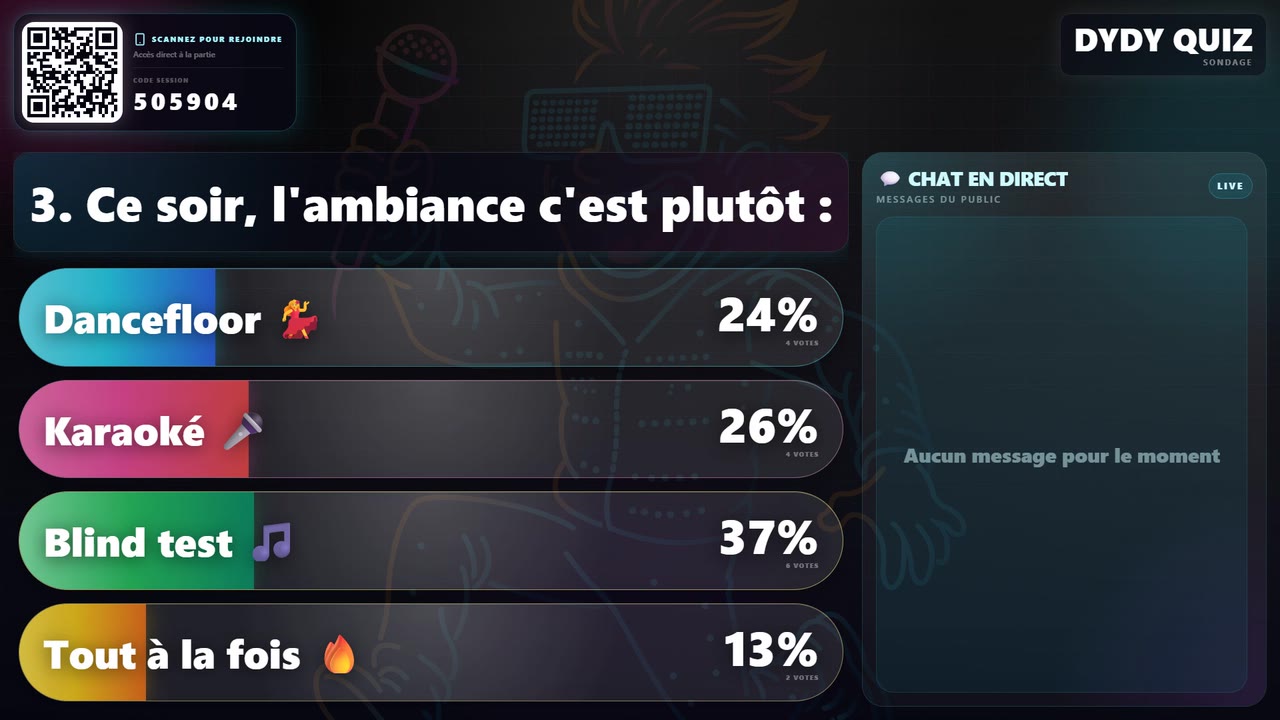 SCANNEZ POUR REJOINDRE
Accès direct à la partie
CODE SESSION
505904
DYDY QUIZ
SONDAGE
3. Ce soir, l'ambiance c'est plutôt :
Dancefloor 💃 24%
4 VOTES
Karaoké 🎤 26%
4 VOTES
Blind test 🎵 37%
6 VOTES
Tout à la fois 🔥 13%
2 VOTES
💬 CHAT EN DIRECT
LIVE
MESSAGES DU PUBLIC
Aucun message pour le moment